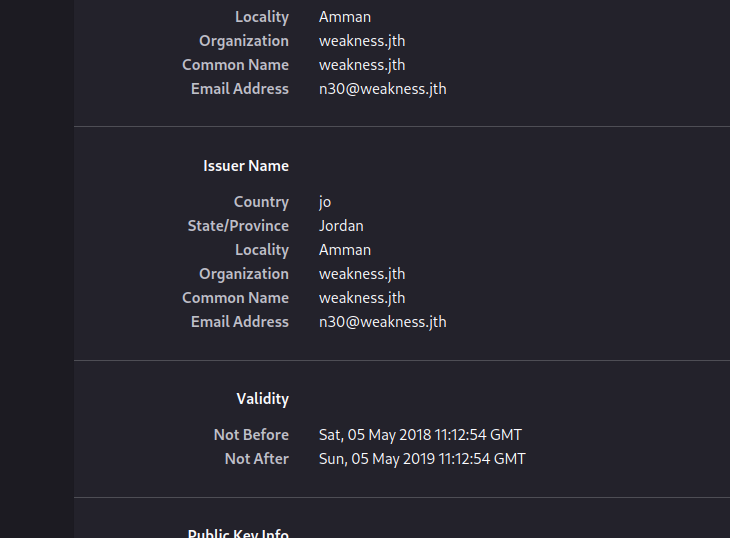 Locality Amman
Organization weakness.jth
Common Name weakness.jth
Email Address n30@weakness.jth
Issuer Name
Country jo
State/Province Jordan
Locality Amman
Organization weakness.jth
Common Name weakness.jth
Email Address n30@weakness.jth
Validity
Not Before Sat, 05 May 2018 11:12:54 GMT
Not After Sun, 05 May 2019 11:12:54 GMT
Public Key Info